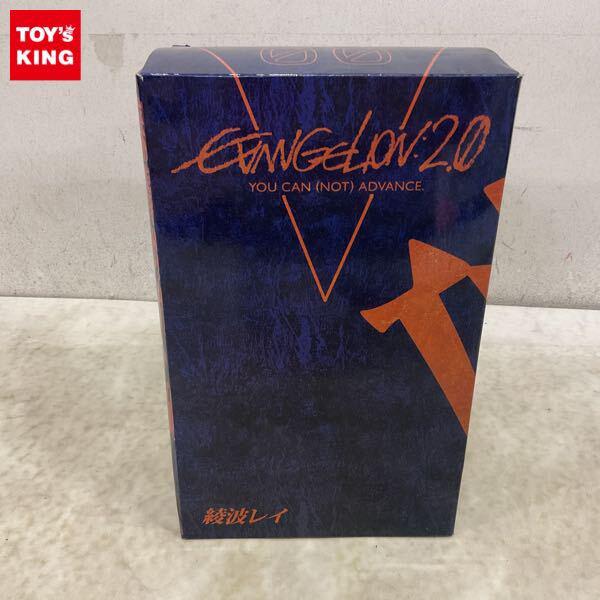 TOY's
KING
EVANGELION:2.0
YOU CAN (NOT) ADVANCE.
綾波レイ